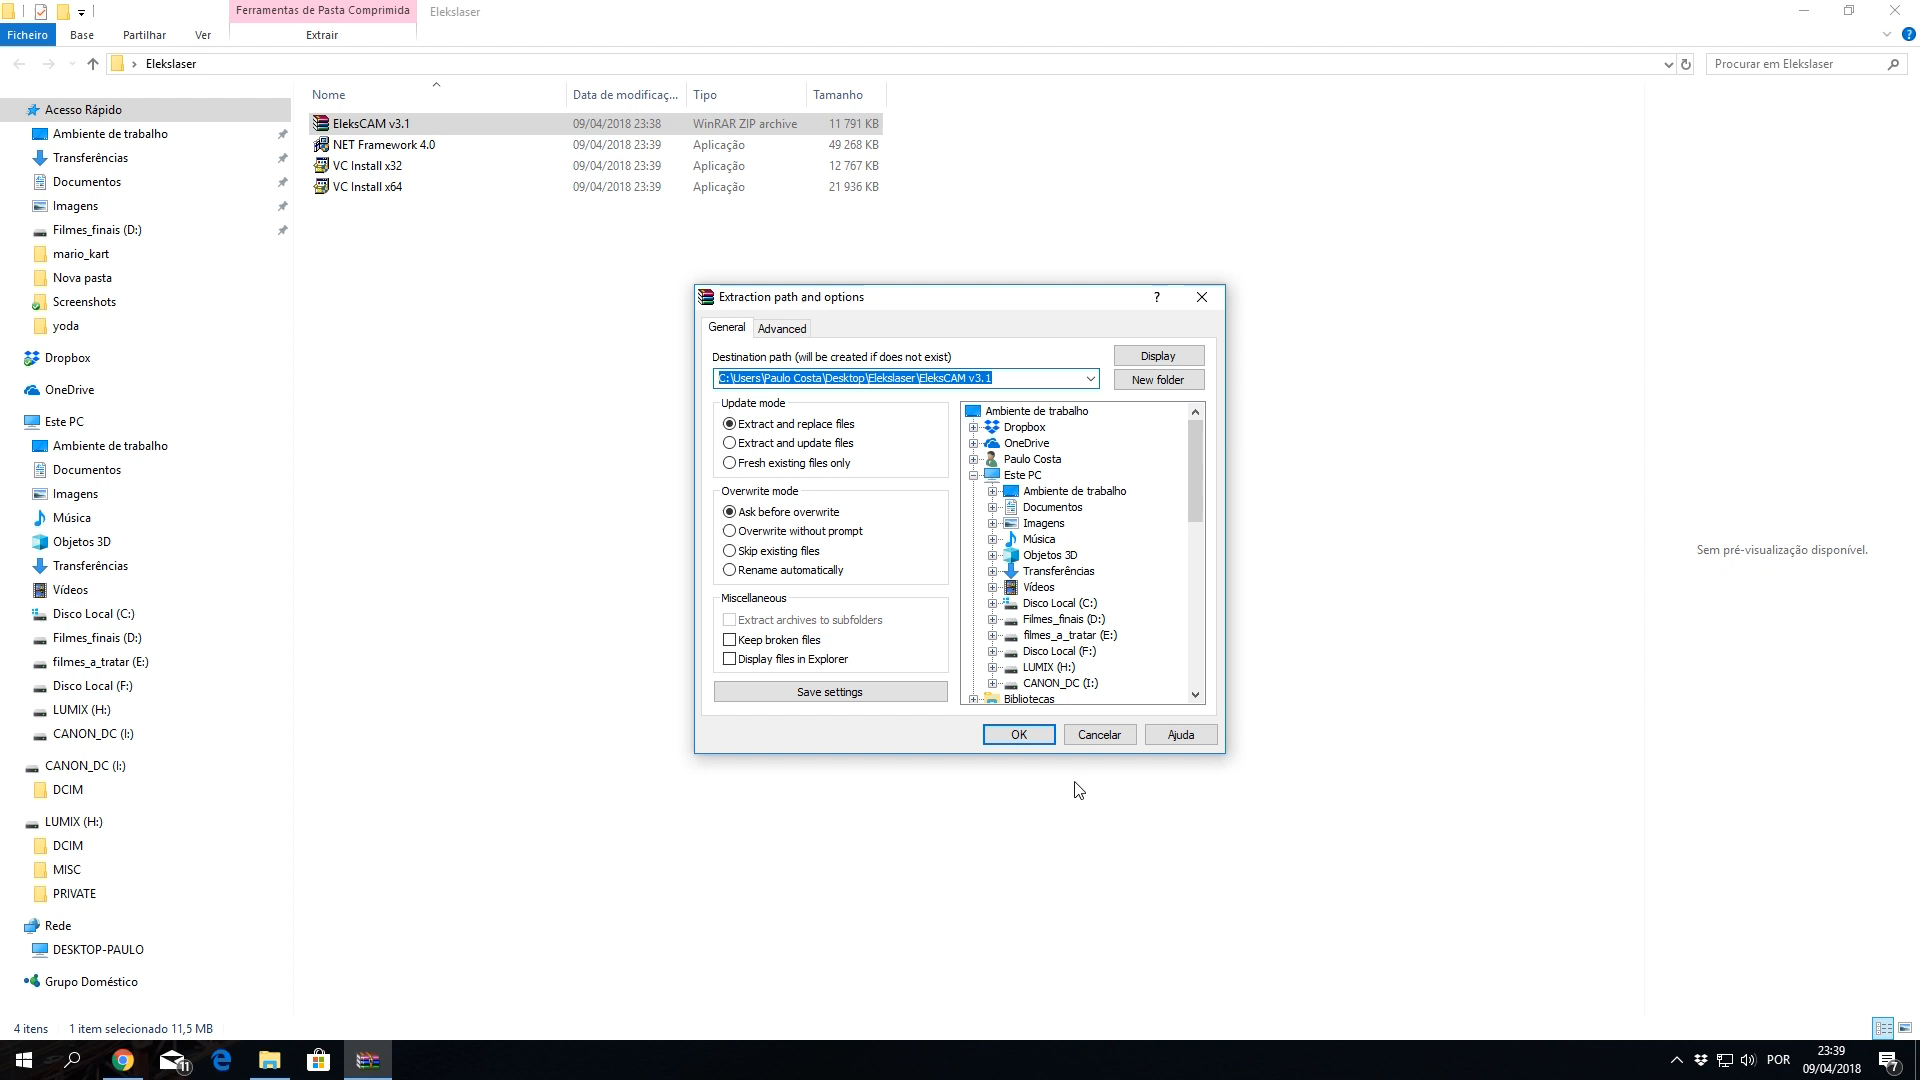 Ferramentas de Pasta Comprimida
Elekslaser
Ficheiro
Base
Partilhar
Ver
Extrair
Elekslaser
Procurar em Elekslaser
Nome
Data de modificaç...
Tipo
Tamanho
EleksCAM v3.1
09/04/2018 23:38
WinRAR ZIP archive
11 791 KB
NET Framework 4.0
09/04/2018 23:39
Aplicação
49 268 KB
VC Install x32
09/04/2018 23:39
Aplicação
12 767 KB
VC Install x64
09/04/2018 23:39
Aplicação
21 936 KB
Acesso Rápido
Ambiente de trabalho
Transferências
Documentos
Imagens
Filmes_finais (D:)
mario_kart
Nova pasta
Screenshots
yoda
Dropbox
OneDrive
Este PC
Ambiente de trabalho
Documentos
Imagens
Música
Objetos 3D
Transferências
Vídeos
Disco Local (C:)
Filmes_finais (D:)
filmes_a_tratar (E:)
Disco Local (F:)
LUMIX (H:)
CANON_DC (I:)
CANON_DC (I:)
DCIM
LUMIX (H:)
DCIM
MISC
PRIVATE
Rede
DESKTOP-PAULO
Grupo Doméstico
Extraction path and options
?
General
Advanced
Destination path (will be created if does not exist)
Display
C:\Users\Paulo Costa\Desktop\Elekslaser\EleksCAM v3.1
New folder
Update mode
Extract and replace files
Extract and update files
Fresh existing files only
Overwrite mode
Ask before overwrite
Overwrite without prompt
Skip existing files
Rename automatically
Miscellaneous
Extract archives to subfolders
Keep broken files
Display files in Explorer
Save settings
Ambiente de trabalho
Dropbox
OneDrive
Paulo Costa
Este PC
Ambiente de trabalho
Documentos
Imagens
Música
Objetos 3D
Transferências
Vídeos
Disco Local (C:)
Filmes_finais (D:)
filmes_a_tratar (E:)
Disco Local (F:)
LUMIX (H:)
CANON_DC (I:)
Bibliotecas
OK
Cancelar
Ajuda
Sem pré-visualização disponível.
4 itens
1 item selecionado 11,5 MB
11
POR
23:39
09/04/2018
7